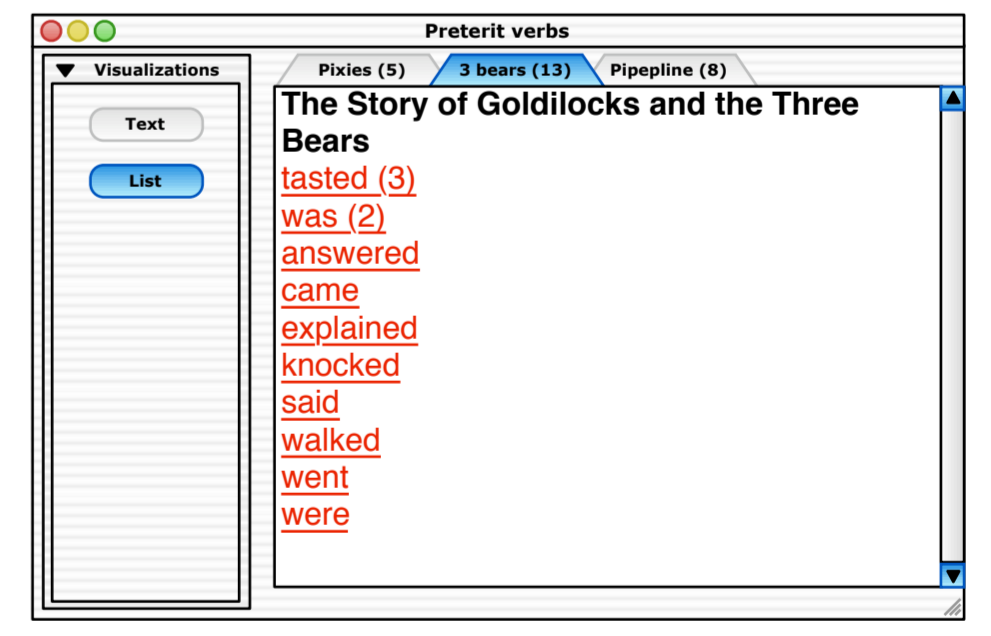 Preterit verbs
Visualizations
Text
List
Pixies (5)
3 bears (13)
Pipepline (8)
The Story of Goldilocks and the Three
Bears
tasted (3)
was (2)
answered
came
explained
knocked
said
walked
went
were